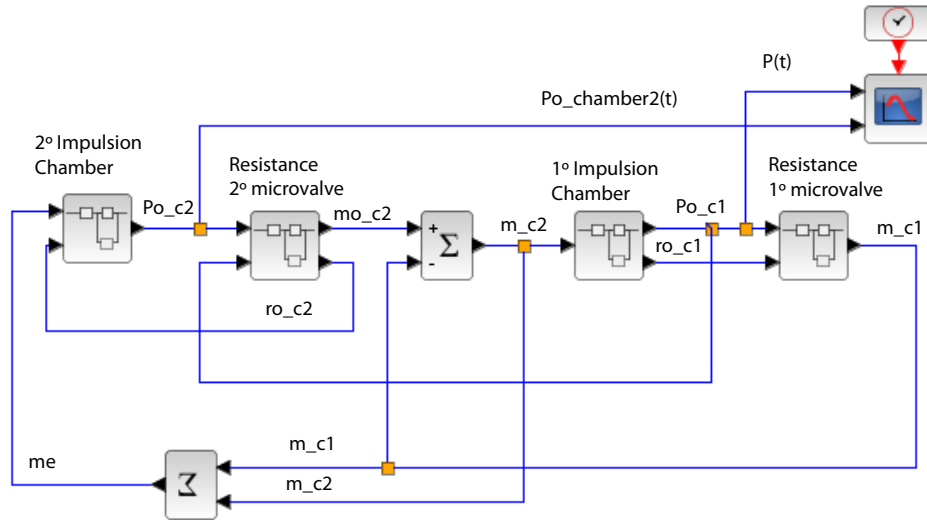 P(t)
Po_chamber2(t)
2º Impulsion
Chamber
Resistance
2º microvalve
1º Impulsion
Chamber
Resistance
1º microvalve
Po_c2
mo_c2
+
-
Σ
m_c2
Po_c1
ro_c1
m_c1
ro_c2
m_c1
m_c2
me
Σ